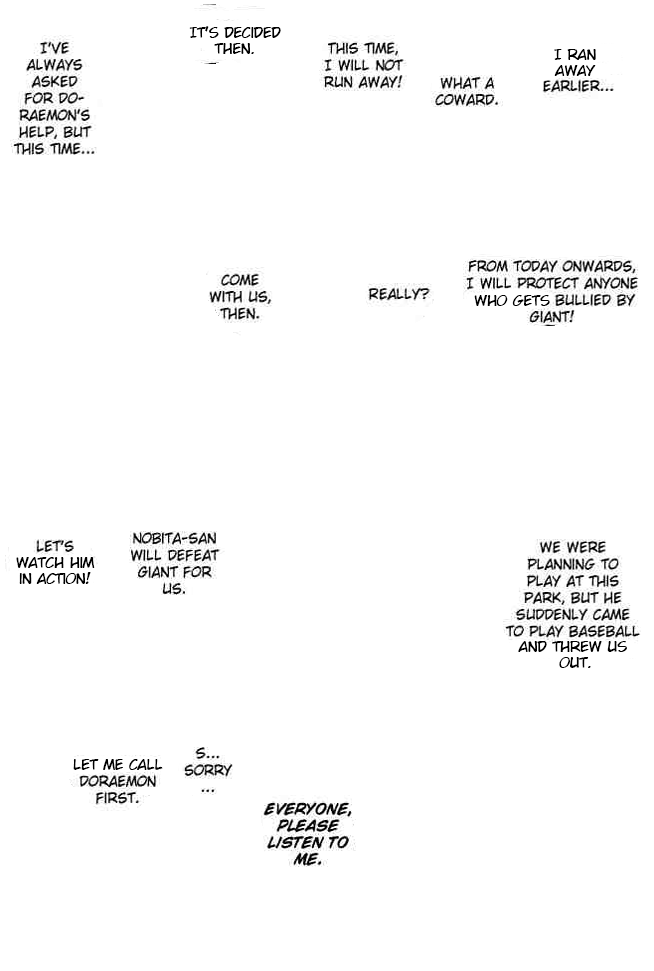 I RAN
AWAY
EARLIER...
WHAT A
COWARD.
THIS TIME,
I WILL NOT
RUN AWAY!
IT'S DECIDED
THEN.
I'VE
ALWAYS
ASKED
FOR DO-
RAEMON'S
HELP, BUT
THIS TIME...
FROM TODAY ONWARDS,
I WILL PROTECT ANYONE
WHO GETS BULLIED BY
GIANT!
REALLY?
COME
WITH US,
THEN.
WE WERE
PLANNING TO
PLAY AT THIS
PARK, BUT HE
SUDDENLY CAME
TO PLAY BASEBALL
AND THREW US
OUT.
NOBITA-SAN
WILL DEFEAT
GIANT FOR
US.
LET'S
WATCH HIM
IN ACTION!
EVERYONE,
PLEASE
LISTEN TO
ME.
S...
SORRY
...
LET ME CALL
DORAEMON
FIRST.